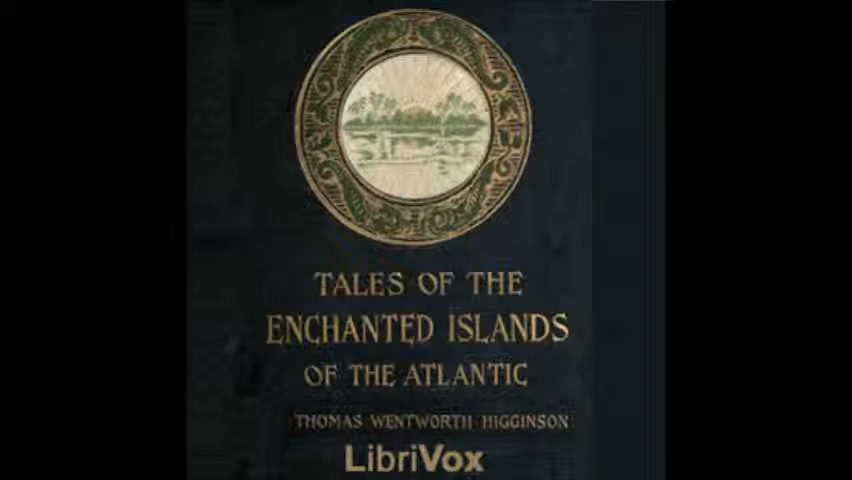 TALES OF THE
ENCHANTED ISLANDS
OF THE ATLANTIC
THOMAS WENTWORTH HIGGINSON
LibriVox